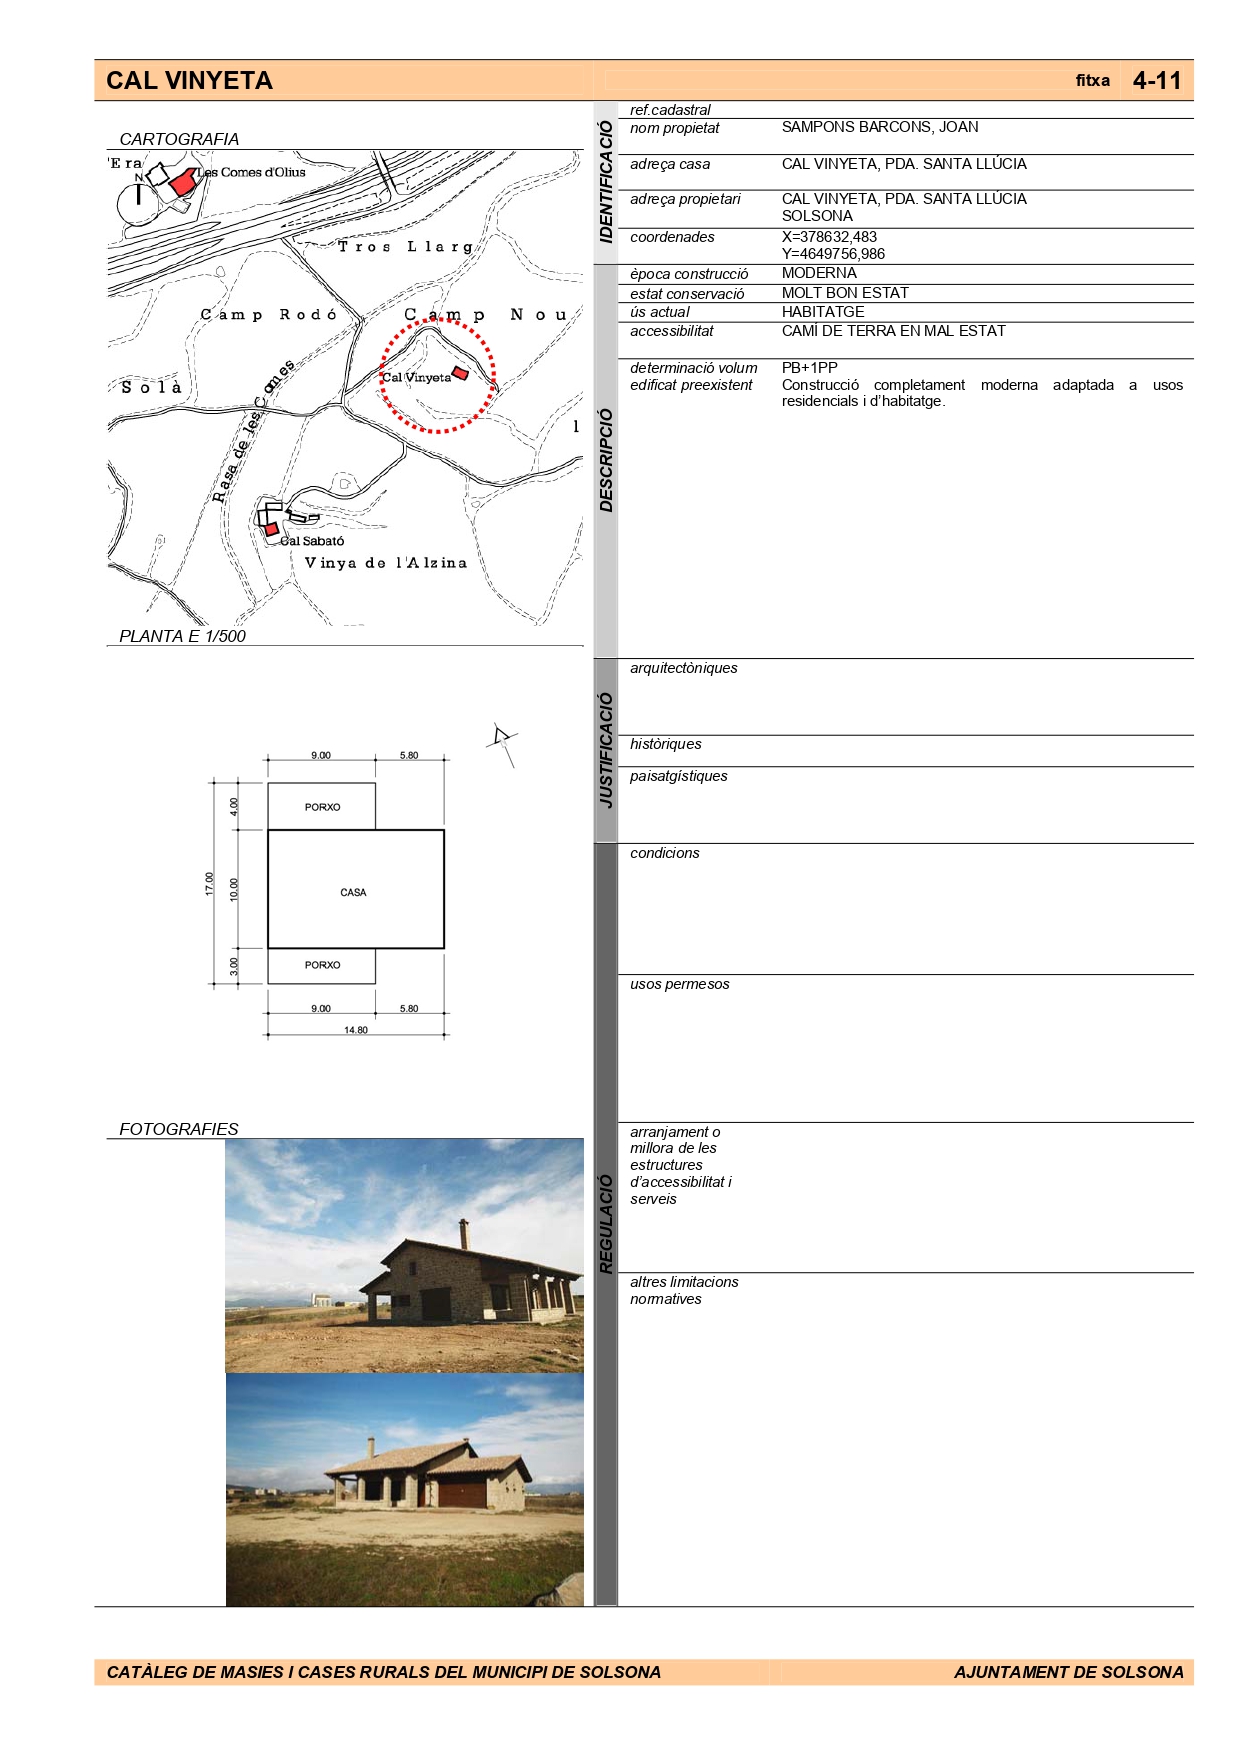 CAL VINYETA
fitxa 4-11
CARTOGRAFIA
'Era
N
Les Comes d'Olius
Tros Llarg
Camp Rodó
Camp Nou
Solà
Cal Vinyeta
Rasa de les Comes
l
Cal Sabató
Vinya de l'Alzina
PLANTA E 1/500
9.00
5.80
4.00
PORXO
17.00
10.00
CASA
3.00
PORXO
9.00
5.80
14.80
FOTOGRAFIES
IDENTIFICACIÓ
ref.cadastral
nom propietat SAMPONS BARCONS, JOAN
adreça casa CAL VINYETA, PDA. SANTA LLÚCIA
adreça propietari CAL VINYETA, PDA. SANTA LLÚCIA
SOLSONA
coordenades X=378632,483
Y=4649756,986
DESCRIPCIÓ
època construcció MODERNA
estat conservació MOLT BON ESTAT
ús actual HABITATGE
accessibilitat CAMÍ DE TERRA EN MAL ESTAT
determinació volum PB+1PP
edificat preexistent Construcció completament moderna adaptada a usos
residencials i d'habitatge.
JUSTIFICACIÓ
arquitectòniques
històriques
paisatgístiques
REGULACIÓ
condicions
usos permesos
arranjament o
millora de les
estructures
d'accessibilitat i
serveis
altres limitacions
normatives
CATÀLEG DE MASIES I CASES RURALS DEL MUNICIPI DE SOLSONA
AJUNTAMENT DE SOLSONA